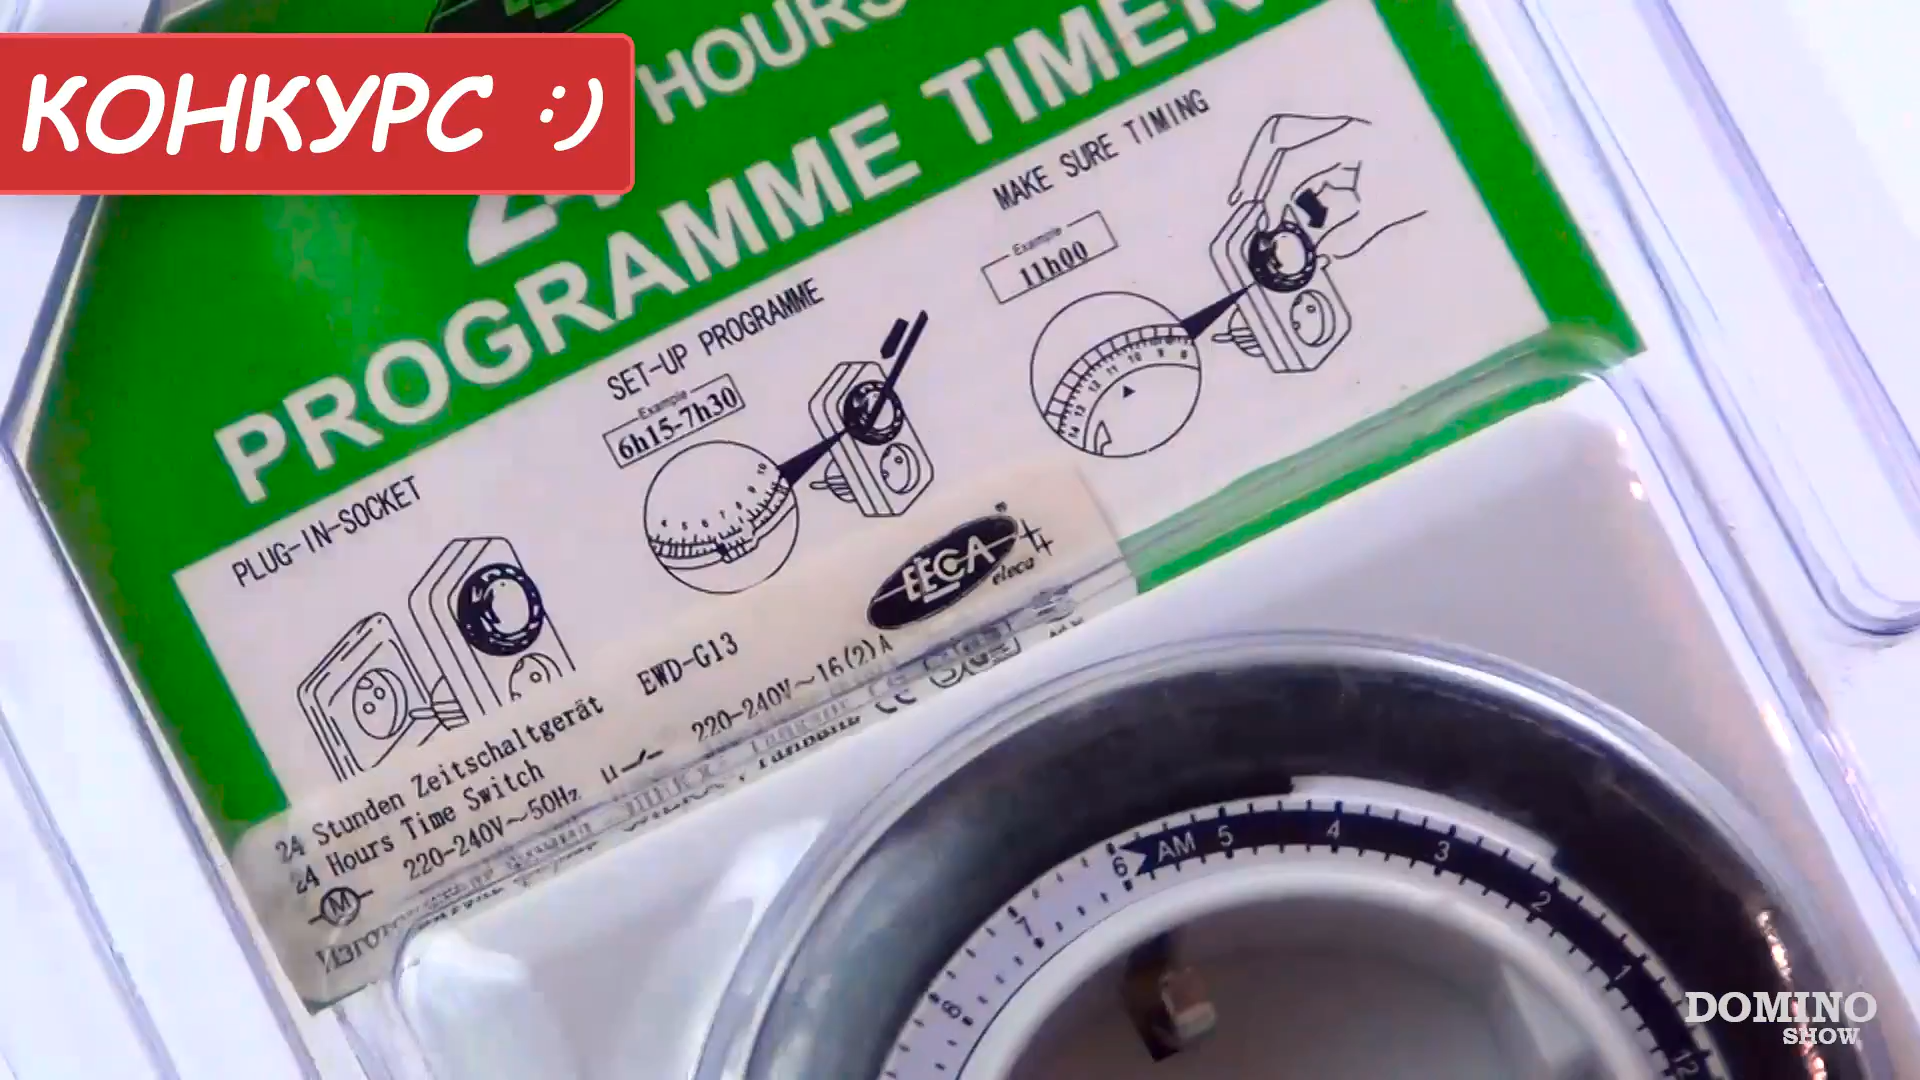 КОНКУРС :)
HOURS
PROGRAMME TIMER
MAKE SURE TIMING
Example
11h00
SET-UP PROGRAMME
Example
6h15-7h30
PLUG-IN-SOCKET
ELECA
eleca
EWD-G13
24 Stunden Zeitschaltgerät
24 Hours Time Switch
220-240V~50Hz
220-240V~16(2)A
M
6 AM 5 4 3 2 1 12
7
8
DOMINO
SHOW